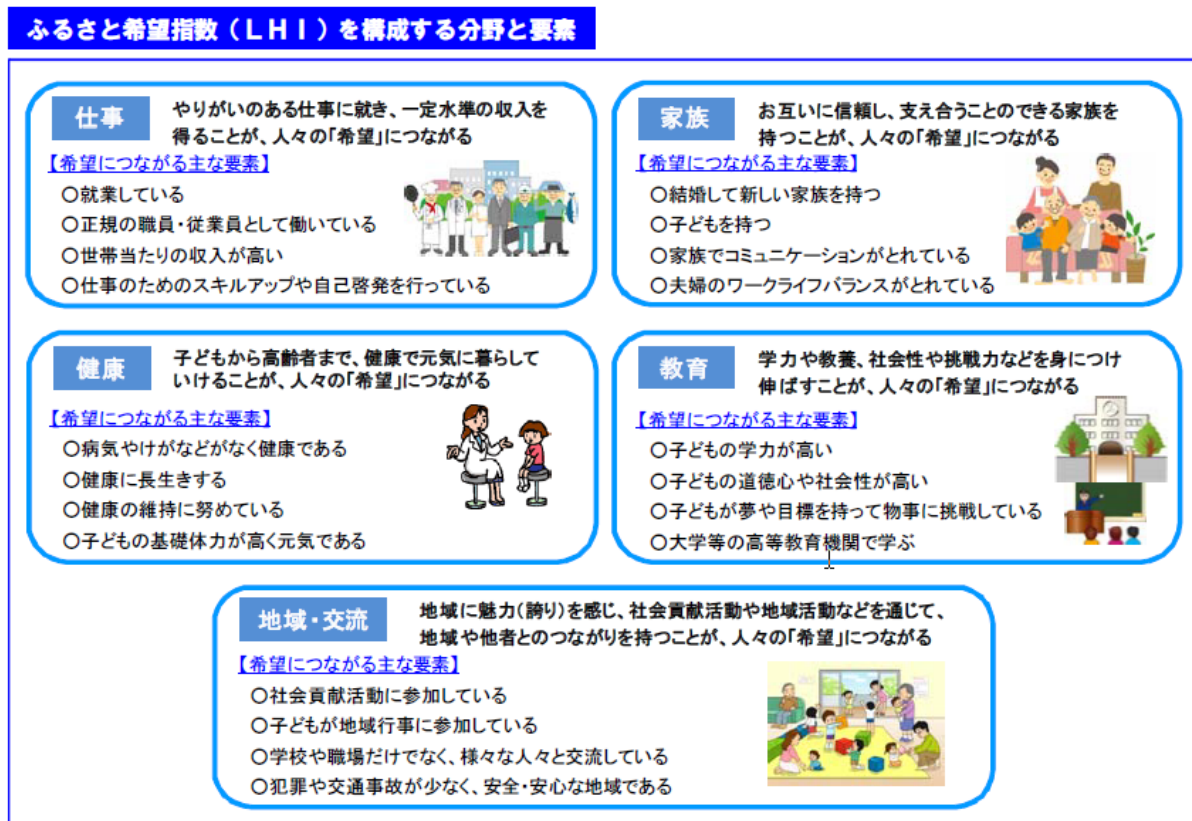 ふるさと希望指数（ＬＨＩ）を構成する分野と要素
仕事
やりがいのある仕事に就き、一定水準の収入を
得ることが、人々の「希望」につながる
【希望につながる主な要素】
○就業している
○正規の職員・従業員として働いている
○世帯当たりの収入が高い
○仕事のためのスキルアップや自己啓発を行っている
家族
お互いに信頼し、支え合うことのできる家族を
持つことが、人々の「希望」につながる
【希望につながる主な要素】
○結婚して新しい家族を持つ
○子どもを持つ
○家族でコミュニケーションがとれている
○夫婦のワークライフバランスがとれている
健康
子どもから高齢者まで、健康で元気に暮らして
いけることが、人々の「希望」につながる
【希望につながる主な要素】
○病気やけがなどがなく健康である
○健康に長生きする
○健康の維持に努めている
○子どもの基礎体力が高く元気である
教育
学力や教養、社会性や挑戦力などを身につけ
伸ばすことが、人々の「希望」につながる
【希望につながる主な要素】
○子どもの学力が高い
○子どもの道徳心や社会性が高い
○子どもが夢や目標を持って物事に挑戦している
○大学等の高等教育機関で学ぶ
地域・交流
地域に魅力（誇り）を感じ、社会貢献活動や地域活動などを通じて、
地域や他者とのつながりを持つことが、人々の「希望」につながる
【希望につながる主な要素】
○社会貢献活動に参加している
○子どもが地域行事に参加している
○学校や職場だけでなく、様々な人々と交流している
○犯罪や交通事故が少なく、安全・安心な地域である